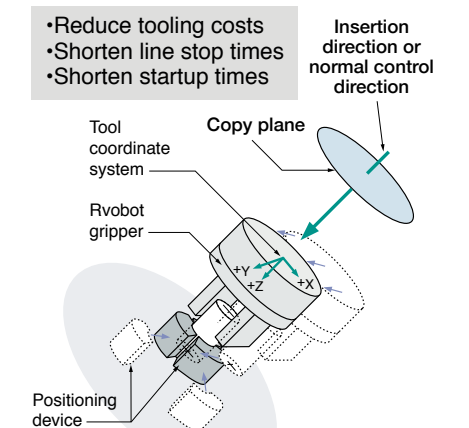 •Reduce tooling costs
•Shorten line stop times
•Shorten startup times
Insertion
direction or
normal control
direction
Copy plane
Tool
coordinate
system
Rvobot
gripper
+Y
+Z
+X
Positioning
device